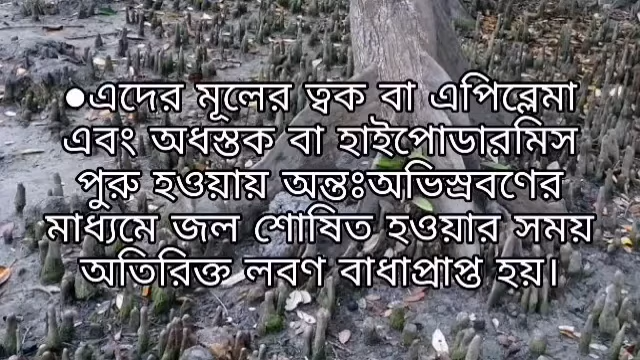 ●এদের মূলের ত্বক বা এপিব্লেমা
এবং অধস্তক বা হাইপোডারমিস
পুরু হওয়ায় অন্তঃঅভিস্রবণের
মাধ্যমে জল শোষিত হওয়ার সময়
অতিরিক্ত লবণ বাধাপ্রাপ্ত হয়।